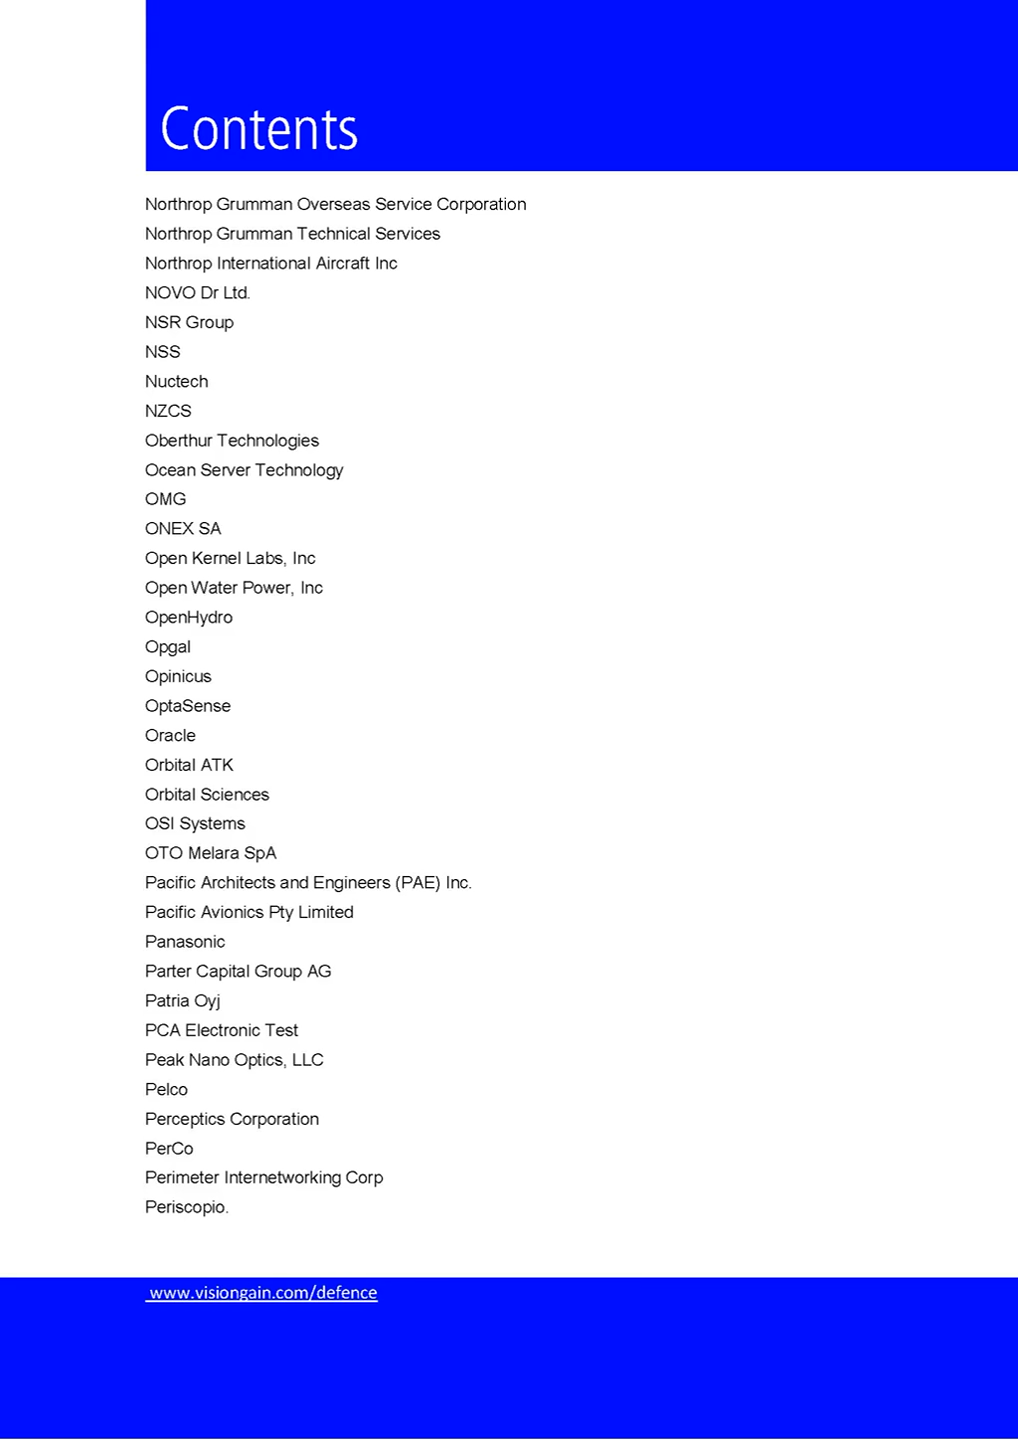 Contents
Northrop Grumman Overseas Service Corporation
Northrop Grumman Technical Services
Northrop International Aircraft Inc
NOVO Dr Ltd.
NSR Group
NSS
Nuctech
NZCS
Oberthur Technologies
Ocean Server Technology
OMG
ONEX SA
Open Kernel Labs, Inc
Open Water Power, Inc
OpenHydro
Opgal
Opinicus
OptaSense
Oracle
Orbital ATK
Orbital Sciences
OSI Systems
OTO Melara SpA
Pacific Architects and Engineers (PAE) Inc.
Pacific Avionics Pty Limited
Panasonic
Parter Capital Group AG
Patria Oyj
PCA Electronic Test
Peak Nano Optics, LLC
Pelco
Perceptics Corporation
PerCo
Perimeter Internetworking Corp
Periscopio.
www.visiongain.com/defence